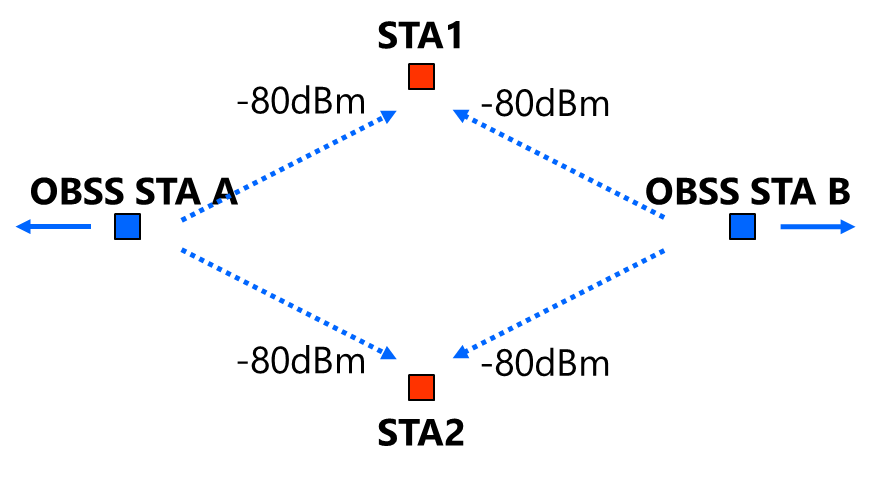 STA1
-80dBm
-80dBm
OBSS STA A
OBSS STA B
-80dBm
-80dBm
STA2